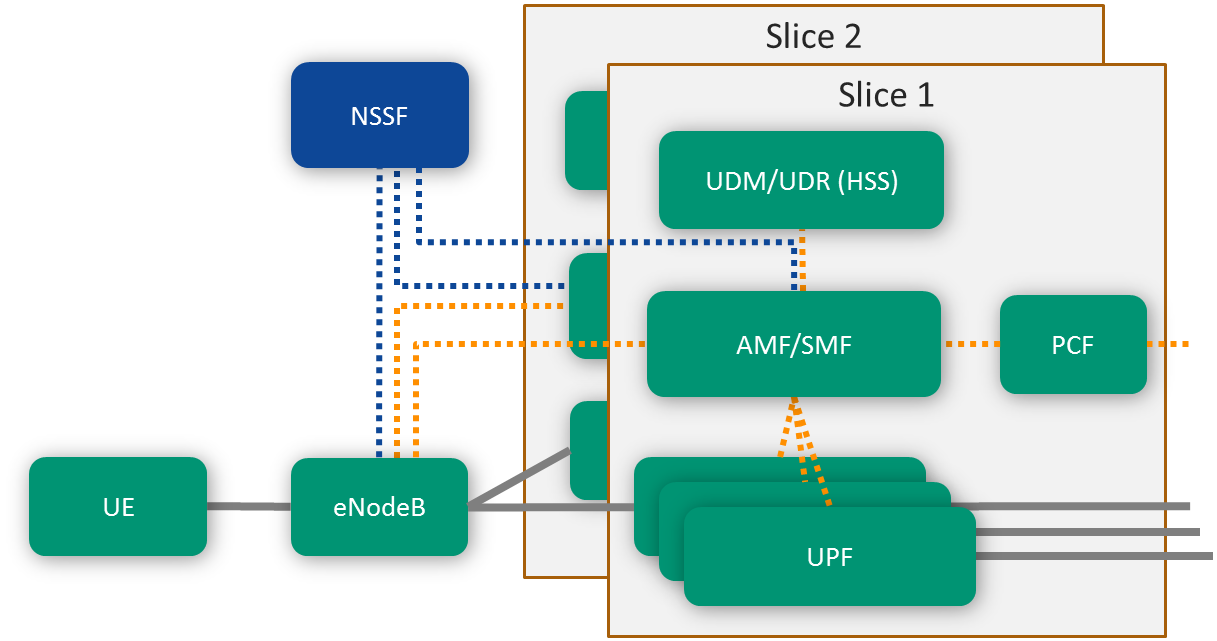 Slice 2
Slice 1
NSSF
UDM/UDR (HSS)
AMF/SMF
PCF
UE
eNodeB
UPF